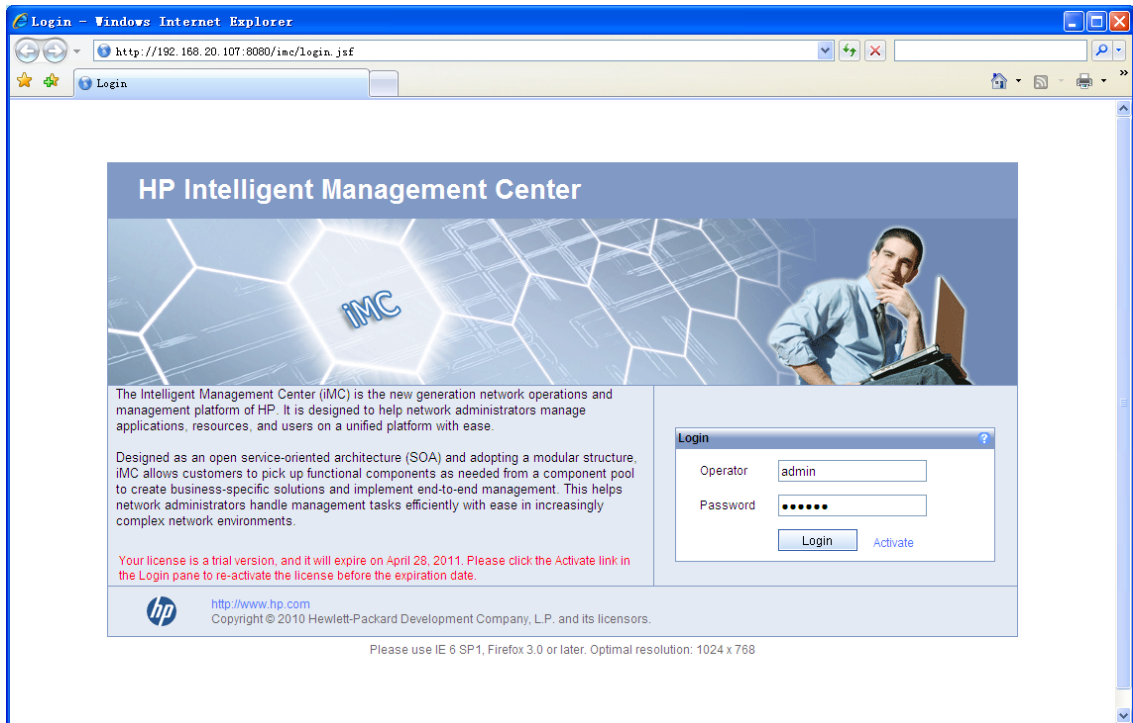 Login - Windows Internet Explorer
http://192.168.20.107:8080/imc/login.jsf
Login
HP Intelligent Management Center
iMC
The Intelligent Management Center (iMC) is the new generation network operations and
management platform of HP. It is designed to help network administrators manage
applications, resources, and users on a unified platform with ease.
Designed as an open service-oriented architecture (SOA) and adopting a modular structure,
iMC allows customers to pick up functional components as needed from a component pool
to create business-specific solutions and implement end-to-end management. This helps
network administrators handle management tasks efficiently with ease in increasingly
complex network environments.
Your license is a trial version, and it will expire on April 28, 2011. Please click the Activate link in
the Login pane to re-activate the license before the expiration date.
Login ?
Operator admin
Password ••••••
Login Activate
hp
http://www.hp.com
Copyright © 2010 Hewlett-Packard Development Company, L.P. and its licensors.
Please use IE 6 SP1, Firefox 3.0 or later. Optimal resolution: 1024 x 768